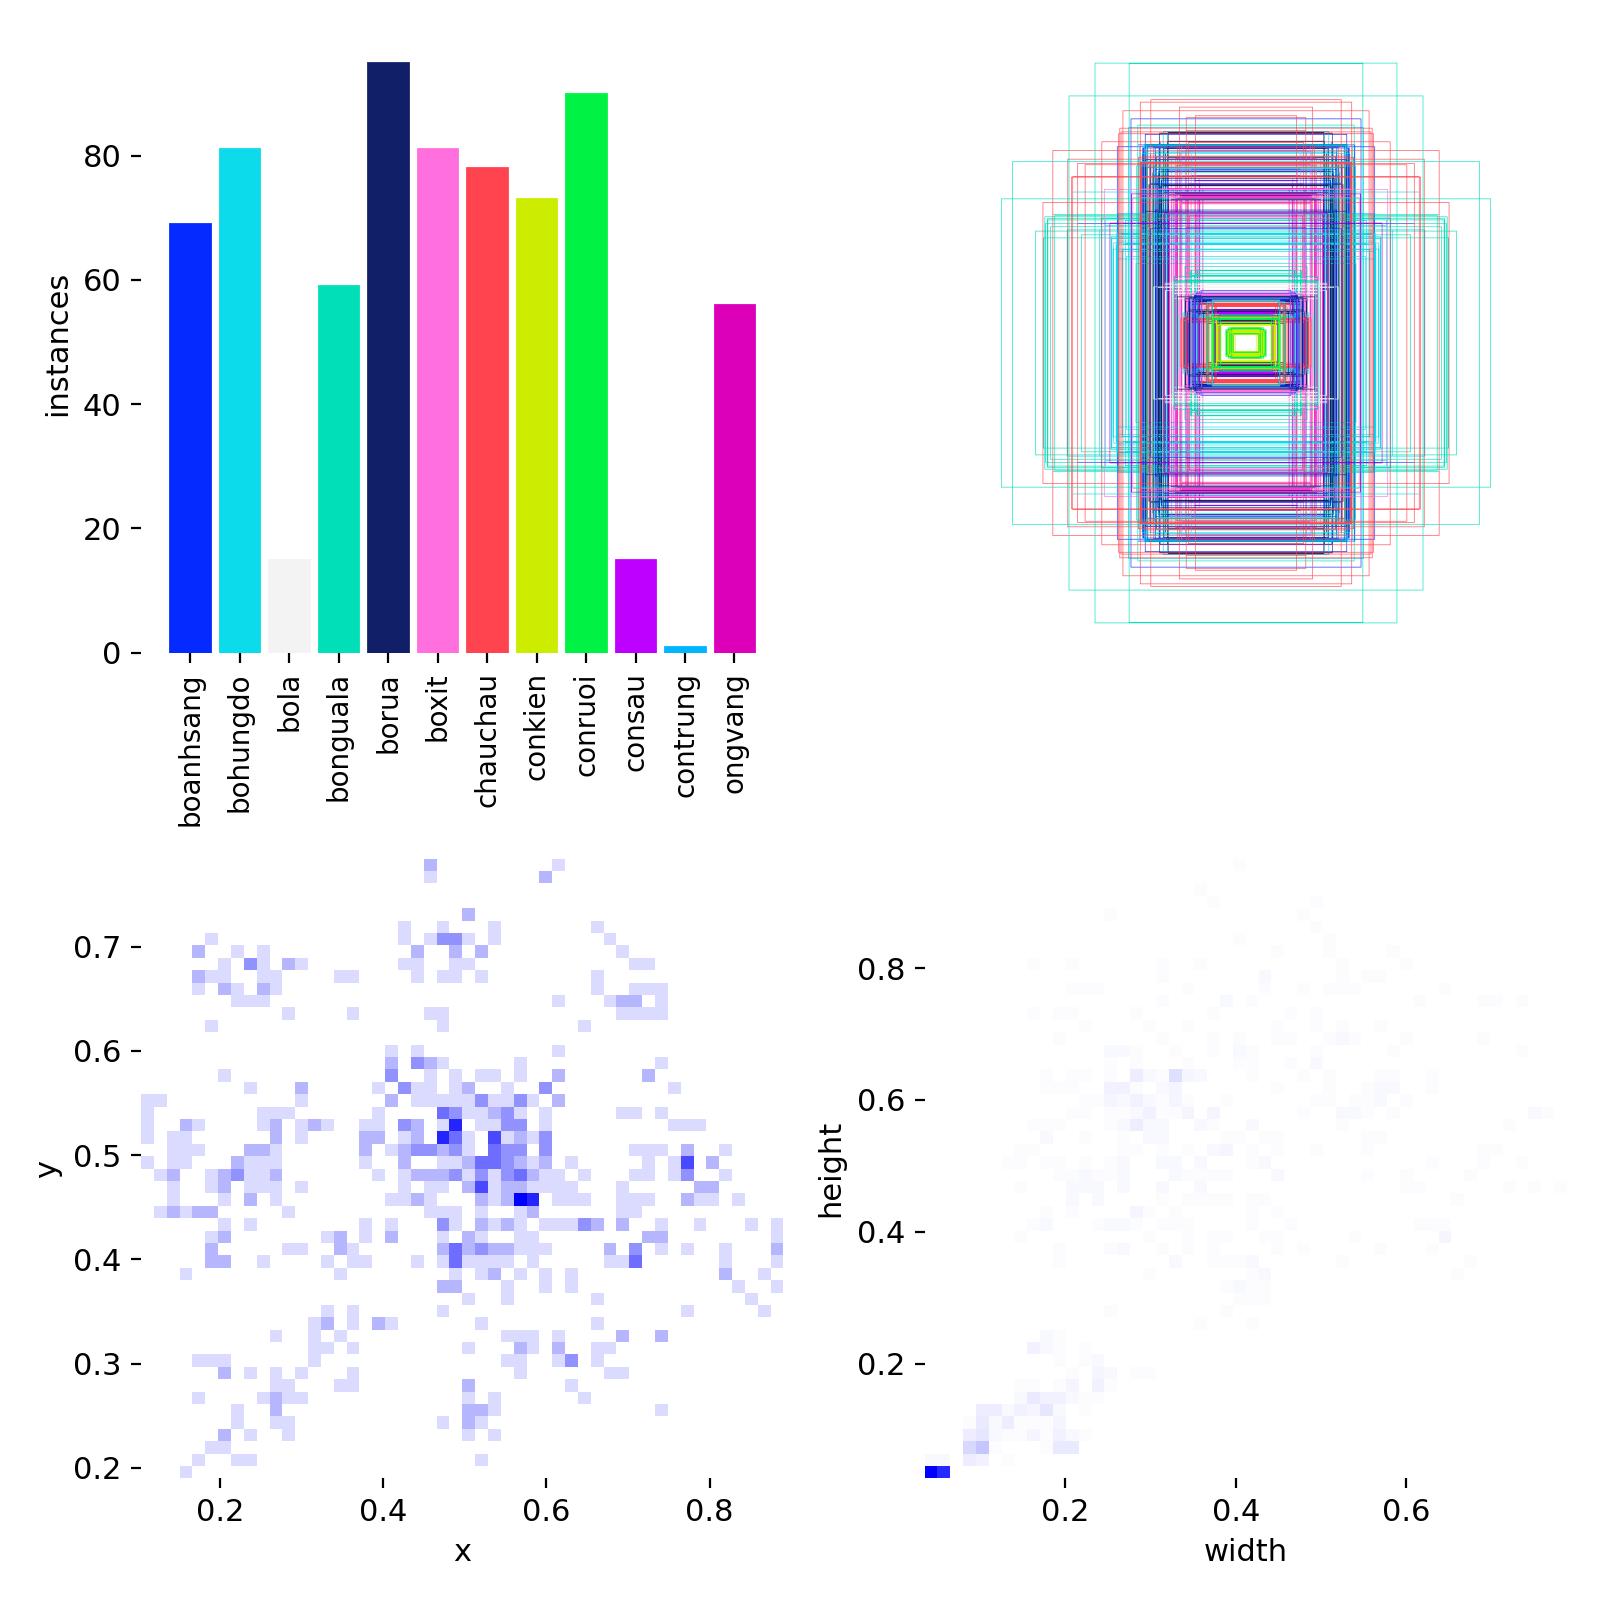 instances
80
60
40
20
0
boanhsang
bohungdo
bola
bonguala
borua
boxit
chauchau
conkien
conruoi
consau
contrung
ongvang
y
0.7
0.6
0.5
0.4
0.3
0.2
0.2 0.4 0.6 0.8
x
height
0.8
0.6
0.4
0.2
0.2 0.4 0.6
width